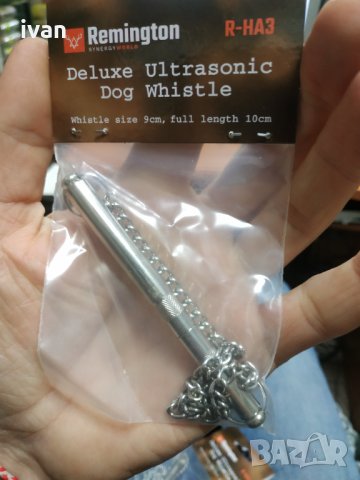 ivan
Remington R-HA3
SYNERGYWORLD
Deluxe Ultrasonic
Dog Whistle
Whistle size 9cm, full length 10cm
BAZAR